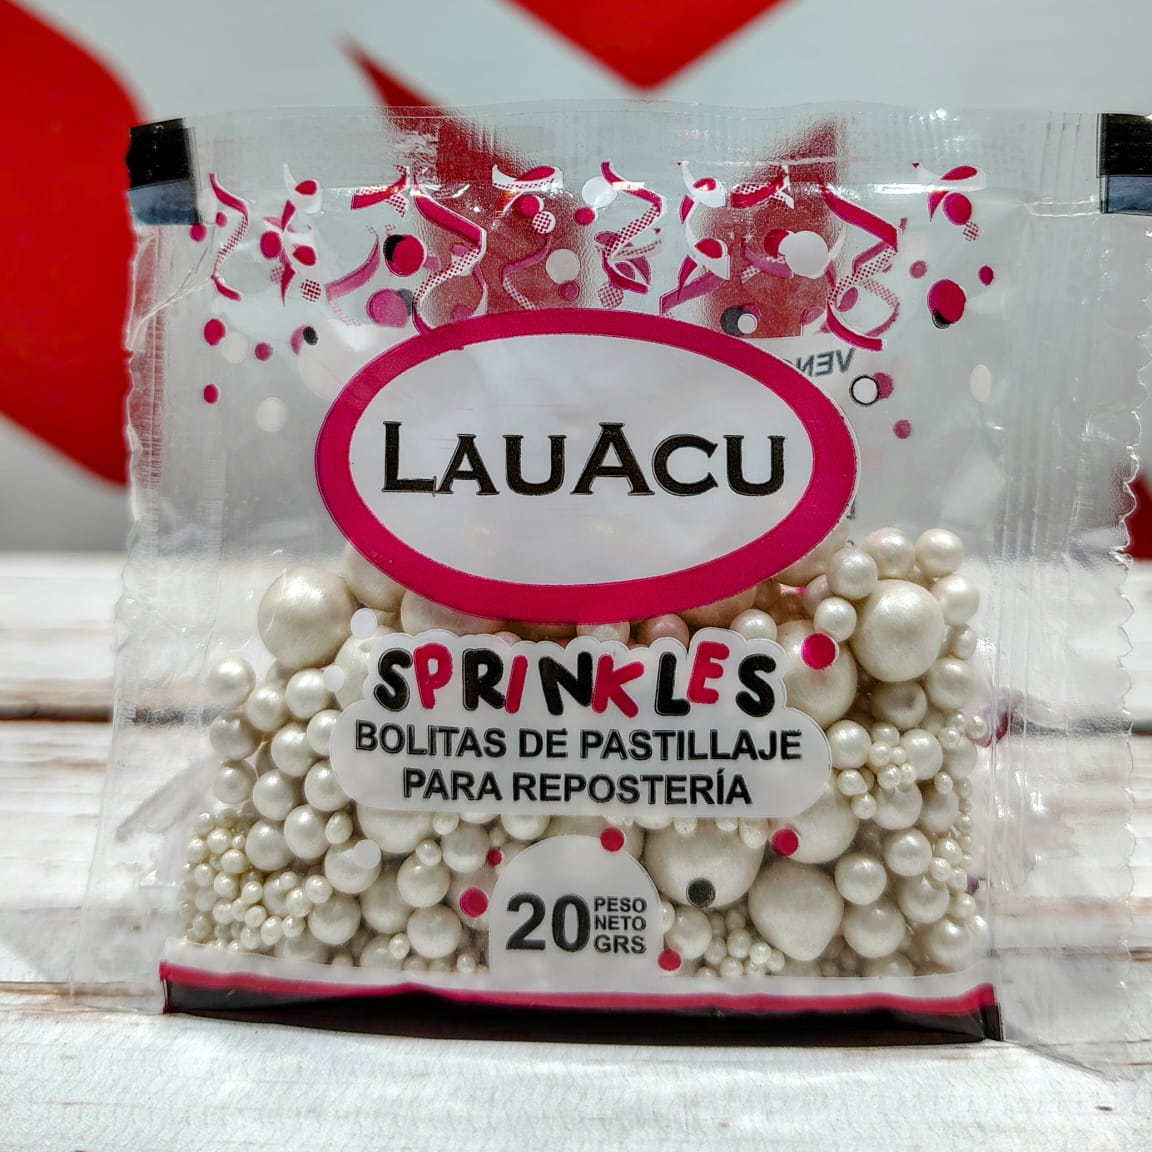 LAUACU
SPRINKLES
BOLITAS DE PASTILLAJE
PARA REPOSTERÍA
20 PESO
NETO
GRS